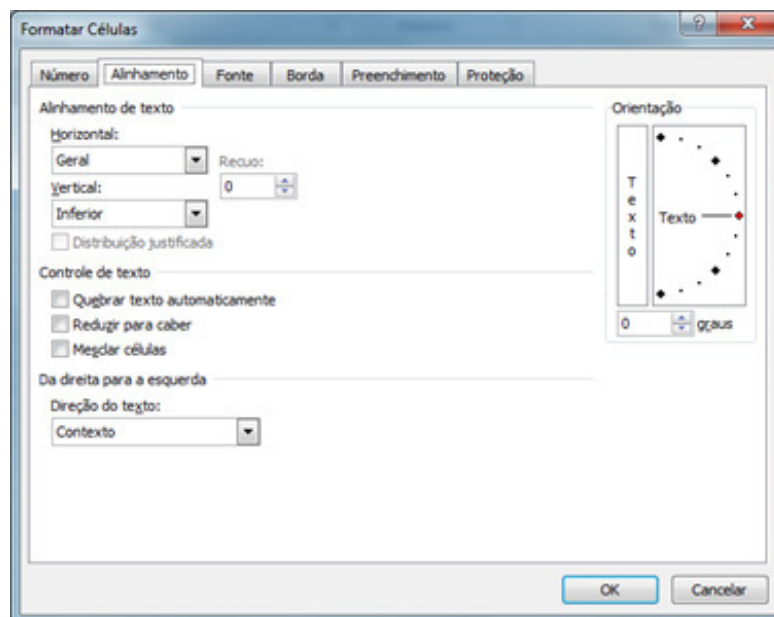 Formatar Células
Número Alinhamento Fonte Borda Preenchimento Proteção
Alinhamento de texto
Horizontal:
Geral
Recuo:
Vertical:
0
Inferior
Distribuição justificada
Controle de texto
Quebrar texto automaticamente
Reduzir para caber
Mesclar células
Da direita para a esquerda
Direção do texto:
Contexto
Orientação
Texto
Texto
0 graus
OK Cancelar